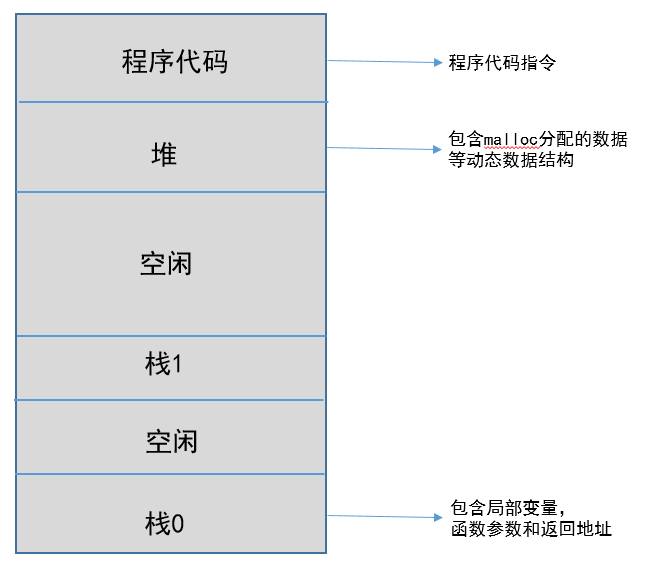 程序代码
程序代码指令
堆
包含malloc分配的数据
等动态数据结构
空闲
栈1
空闲
栈0
包含局部变量，
函数参数和返回地址